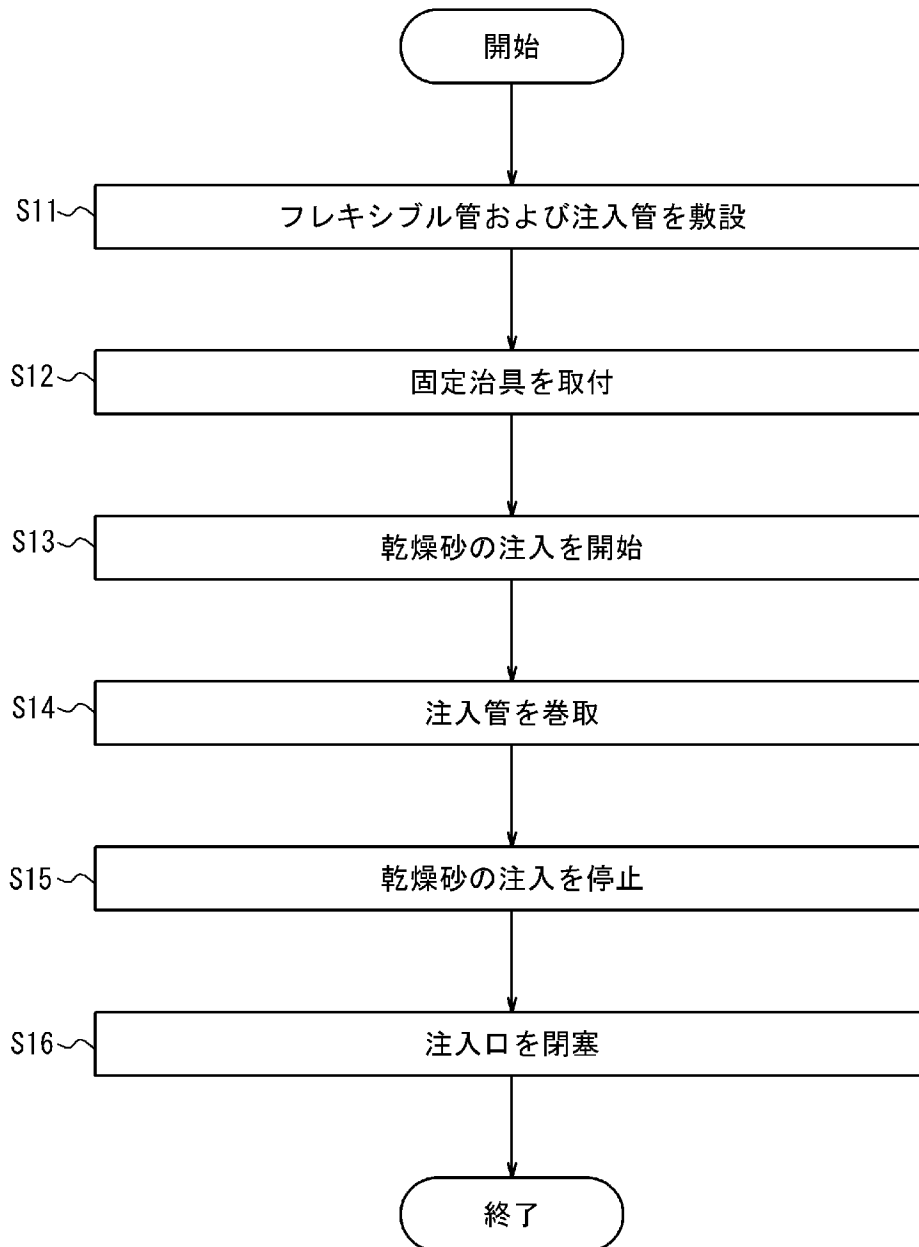 開始
S11 フレキシブル管および注入管を敷設
S12 固定治具を取付
S13 乾燥砂の注入を開始
S14 注入管を巻取
S15 乾燥砂の注入を停止
S16 注入口を閉塞
終了